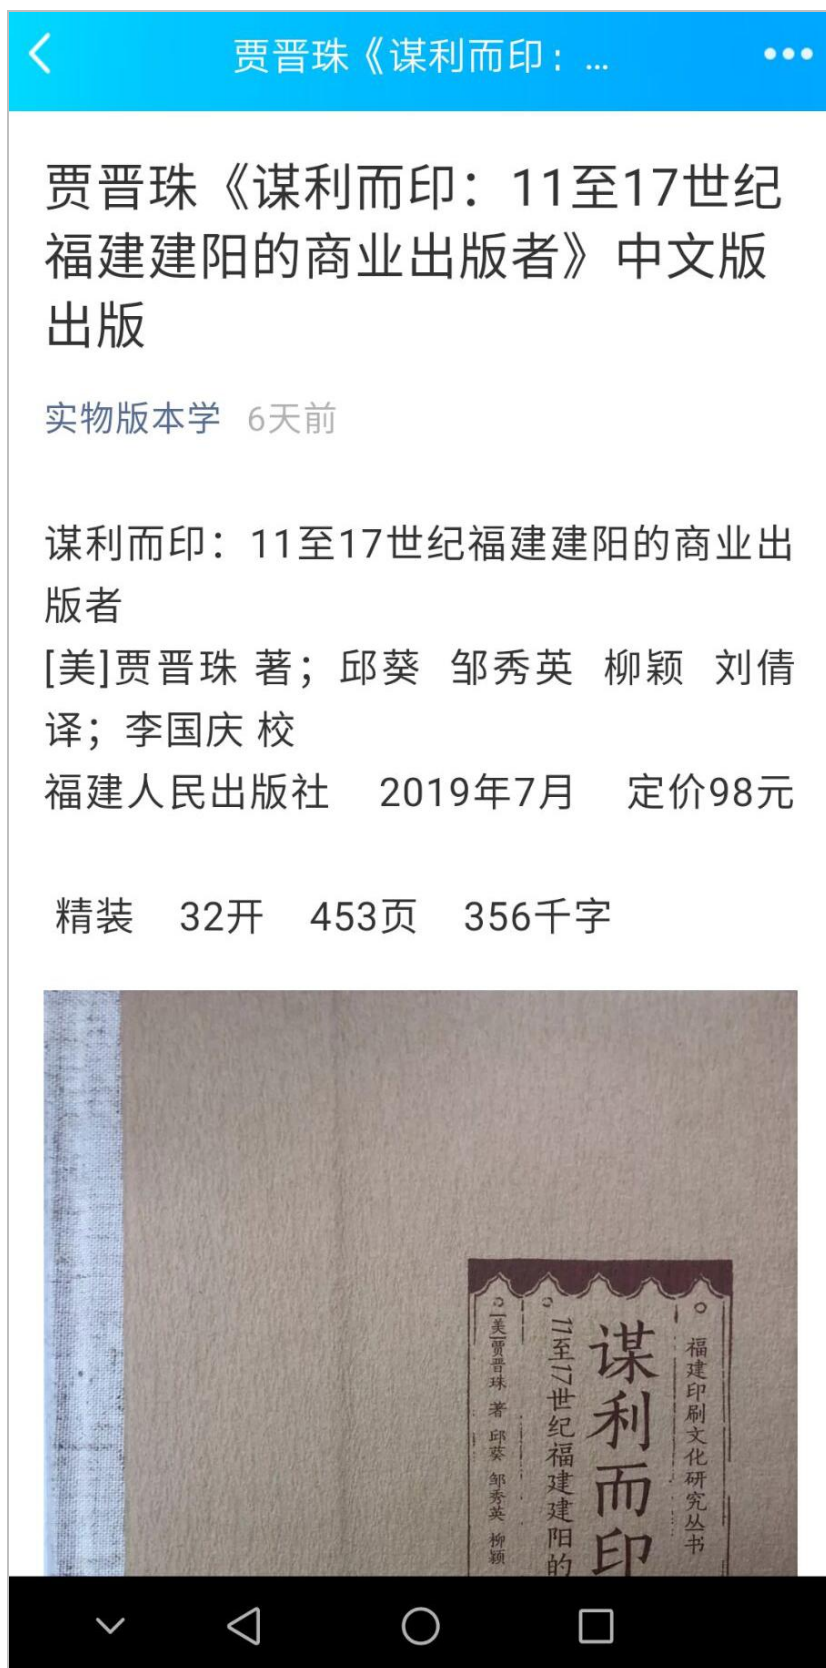 贾晋珠《谋利而印：...
贾晋珠《谋利而印：11至17世纪
福建建阳的商业出版者》中文版
出版
实物版本学 6天前
谋利而印：11至17世纪福建建阳的商业出
版者
[美]贾晋珠 著；邱葵 邹秀英 柳颖 刘倩
译；李国庆 校
福建人民出版社 2019年7月 定价98元
精装 32开 453页 356千字
福建印刷文化研究丛书
谋利而印
11至17世纪福建建阳的
[美]贾晋珠 著 邱葵 邹秀英 柳颖